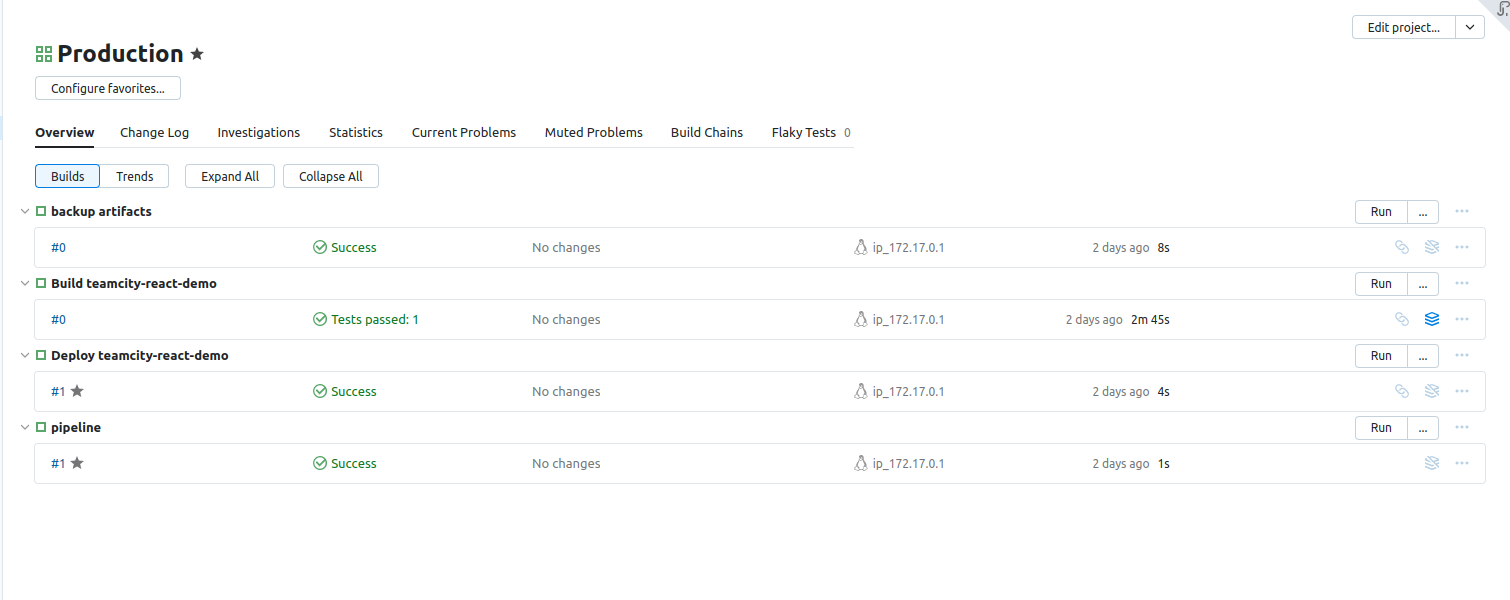 Edit project...
Production
Configure favorites...
Overview Change Log Investigations Statistics Current Problems Muted Problems Build Chains Flaky Tests 0
Builds Trends Expand All Collapse All
backup artifacts Run ...
#0 Success No changes ip_172.17.0.1 2 days ago 8s
Build teamcity-react-demo Run ...
#0 Tests passed: 1 No changes ip_172.17.0.1 2 days ago 2m 45s
Deploy teamcity-react-demo Run ...
#1 Success No changes ip_172.17.0.1 2 days ago 4s
pipeline Run ...
#1 Success No changes ip_172.17.0.1 2 days ago 1s